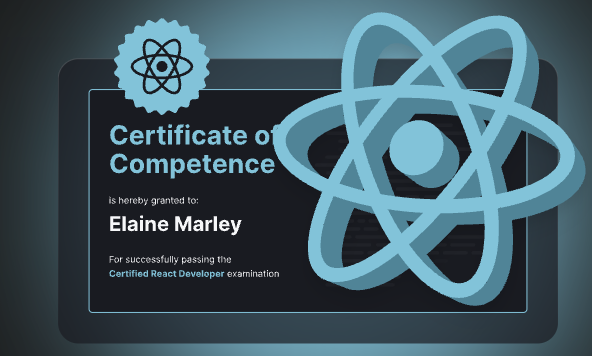 Certificate of
Competence
is hereby granted to:
Elaine Marley
For successfully passing the
Certified React Developer examination